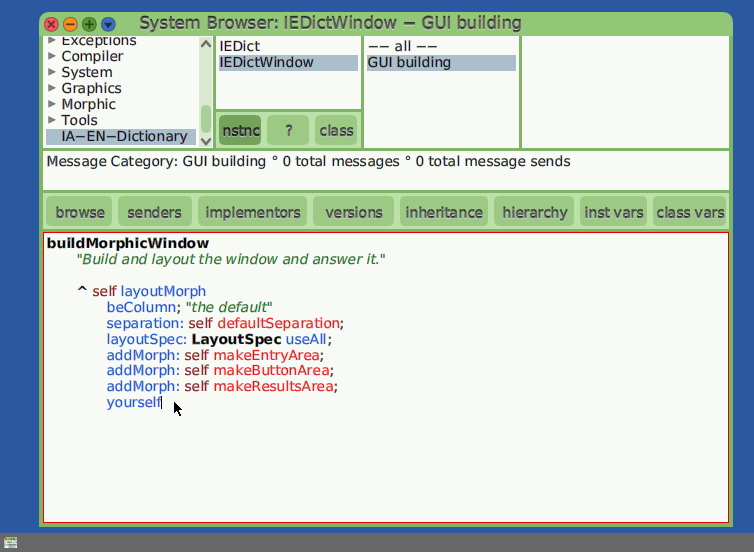 System Browser: IEDictWindow − GUI building
Exceptions
Compiler
System
Graphics
Morphic
Tools
IA−EN−Dictionary
IEDict
IEDictWindow
−− all −−
GUI building
nstnc
?
class
Message Category: GUI building ° 0 total messages ° 0 total message sends
browse
senders
implementors
versions
inheritance
hierarchy
inst vars
class vars
buildMorphicWindow
"Build and layout the window and answer it."
^ self layoutMorph
beColumn; "the default"
separation: self defaultSeparation;
layoutSpec: LayoutSpec useAll;
addMorph: self makeEntryArea;
addMorph: self makeButtonArea;
addMorph: self makeResultsArea;
yourself